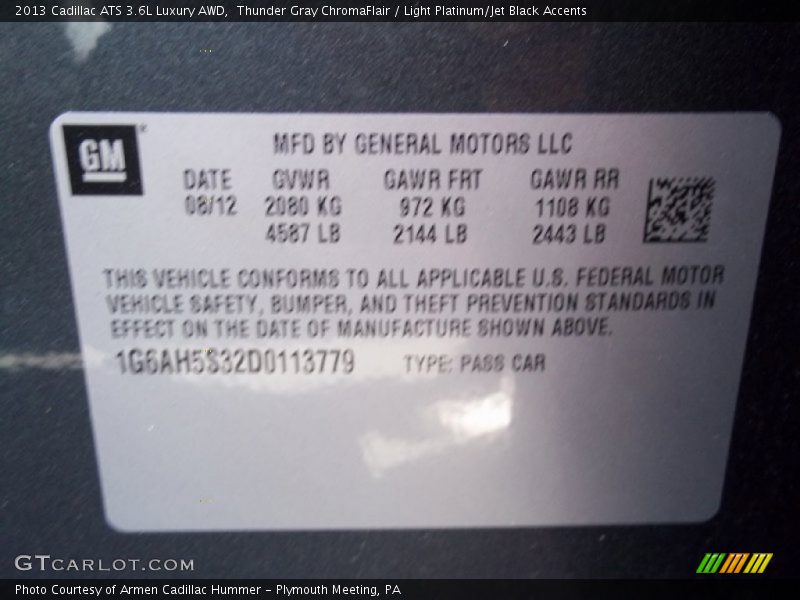 2013 Cadillac ATS 3.6L Luxury AWD,  Thunder Gray ChromaFlair / Light Platinum/Jet Black Accents
GM
MFD BY GENERAL MOTORS LLC
DATE GVWR GAWR FRT GAWR RR
08/12 2080 KG 972 KG 1108 KG
4587 LB 2144 LB 2443 LB
THIS VEHICLE CONFORMS TO ALL APPLICABLE U.S. FEDERAL MOTOR
VEHICLE SAFETY, BUMPER, AND THEFT PREVENTION STANDARDS IN
EFFECT ON THE DATE OF MANUFACTURE SHOWN ABOVE.
1G6AH5S32D0113779 TYPE: PASS CAR
GTCARLOT.COM
Photo Courtesy of Armen Cadillac Hummer - Plymouth Meeting, PA